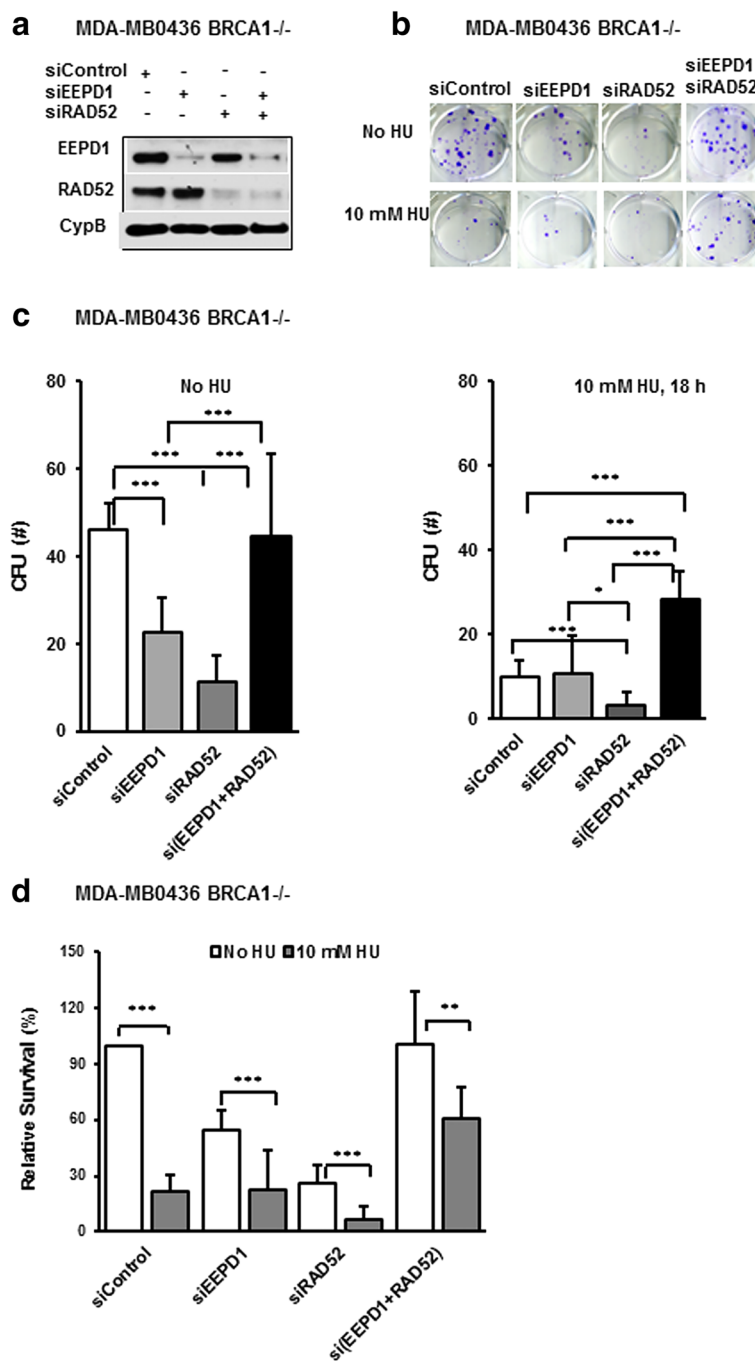 a
MDA-MB0436 BRCA1-/-
siControl + - - -
siEEPD1 - + - +
siRAD52 - - + +
EEPD1
RAD52
CypB
b
MDA-MB0436 BRCA1-/-
siControl siEEPD1 siRAD52 siEEPD1 siRAD52
No HU
10 mM HU
c
MDA-MB0436 BRCA1-/-
No HU
CFU (#)
80
60
40
20
0
***
*** ***
***
siControl siEEPD1 siRAD52 si(EEPD1+RAD52)
10 mM HU, 18 h
CFU (#)
80
60
40
20
0
***
***
***
*
***
siControl siEEPD1 siRAD52 si(EEPD1+RAD52)
d
MDA-MB0436 BRCA1-/-
No HU 10 mM HU
Relative Survival (%)
150
120
90
60
30
0
*** *** *** **
siControl siEEPD1 siRAD52 si(EEPD1+RAD52)